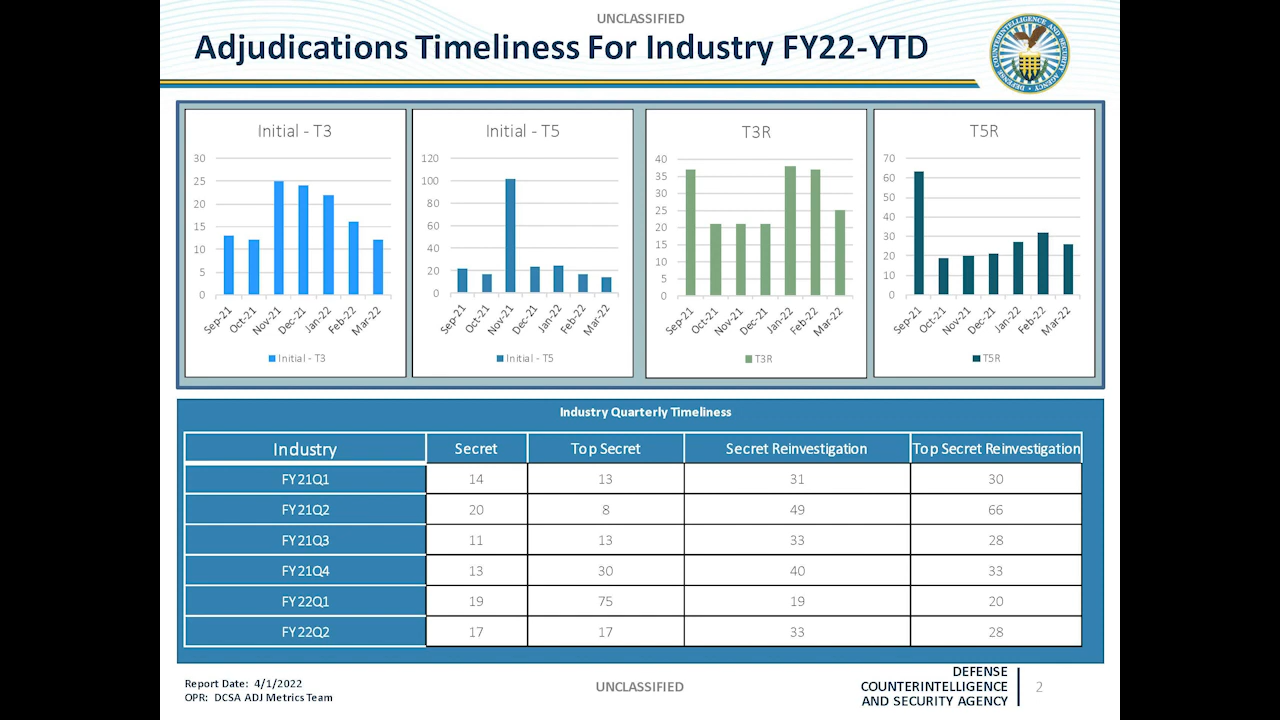 UNCLASSIFIED
Adjudications Timeliness For Industry FY22-YTD
DEFENSE COUNTERINTELLIGENCE AND SECURITY AGENCY
Initial - T3
30
25
20
15
10
5
0
Sep-21 Oct-21 Nov-21 Dec-21 Jan-22 Feb-22 Mar-22
Initial - T3
Initial - T5
120
100
80
60
40
20
0
Sep-21 Oct-21 Nov-21 Dec-21 Jan-22 Feb-22 Mar-22
Initial - T5
T3R
40
35
30
25
20
15
10
5
0
Sep-21 Oct-21 Nov-21 Dec-21 Jan-22 Feb-22 Mar-22
T3R
T5R
70
60
50
40
30
20
10
0
Sep-21 Oct-21 Nov-21 Dec-21 Jan-22 Feb-22 Mar-22
T5R
Industry Quarterly Timeliness
Industry Secret Top Secret Secret Reinvestigation Top Secret Reinvestigation
FY21Q1 14 13 31 30
FY21Q2 20 8 49 66
FY21Q3 11 13 33 28
FY21Q4 13 30 40 33
FY22Q1 19 75 19 20
FY22Q2 17 17 33 28
Report Date: 4/1/2022
OPR: DCSA ADJ Metrics Team
UNCLASSIFIED
DEFENSE
COUNTERINTELLIGENCE
AND SECURITY AGENCY
2